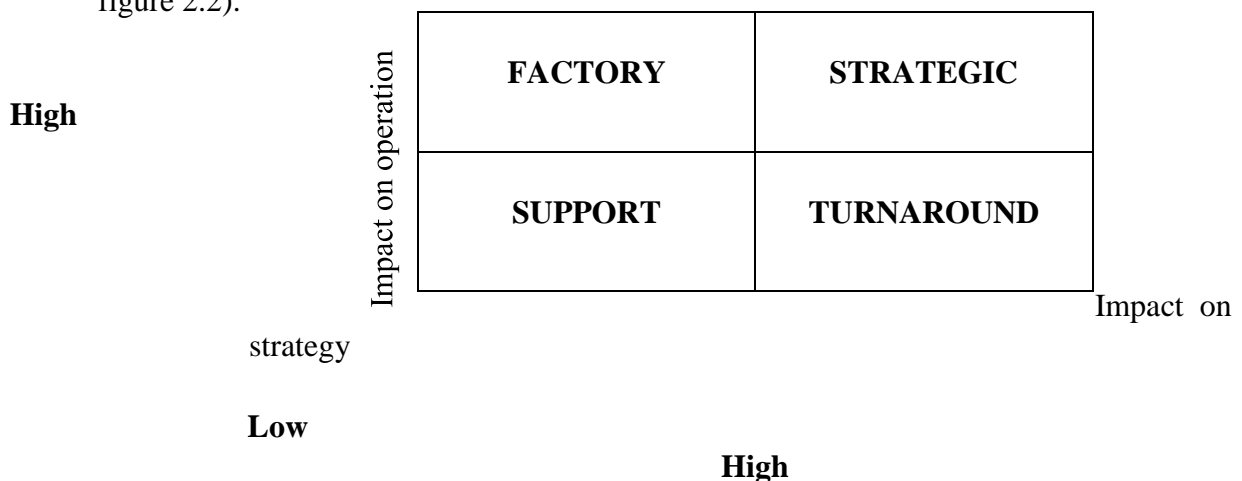 figure 2.2).
FACTORY STRATEGIC
High
Impact on operation
SUPPORT TURNAROUND
Impact on
strategy
Low
High